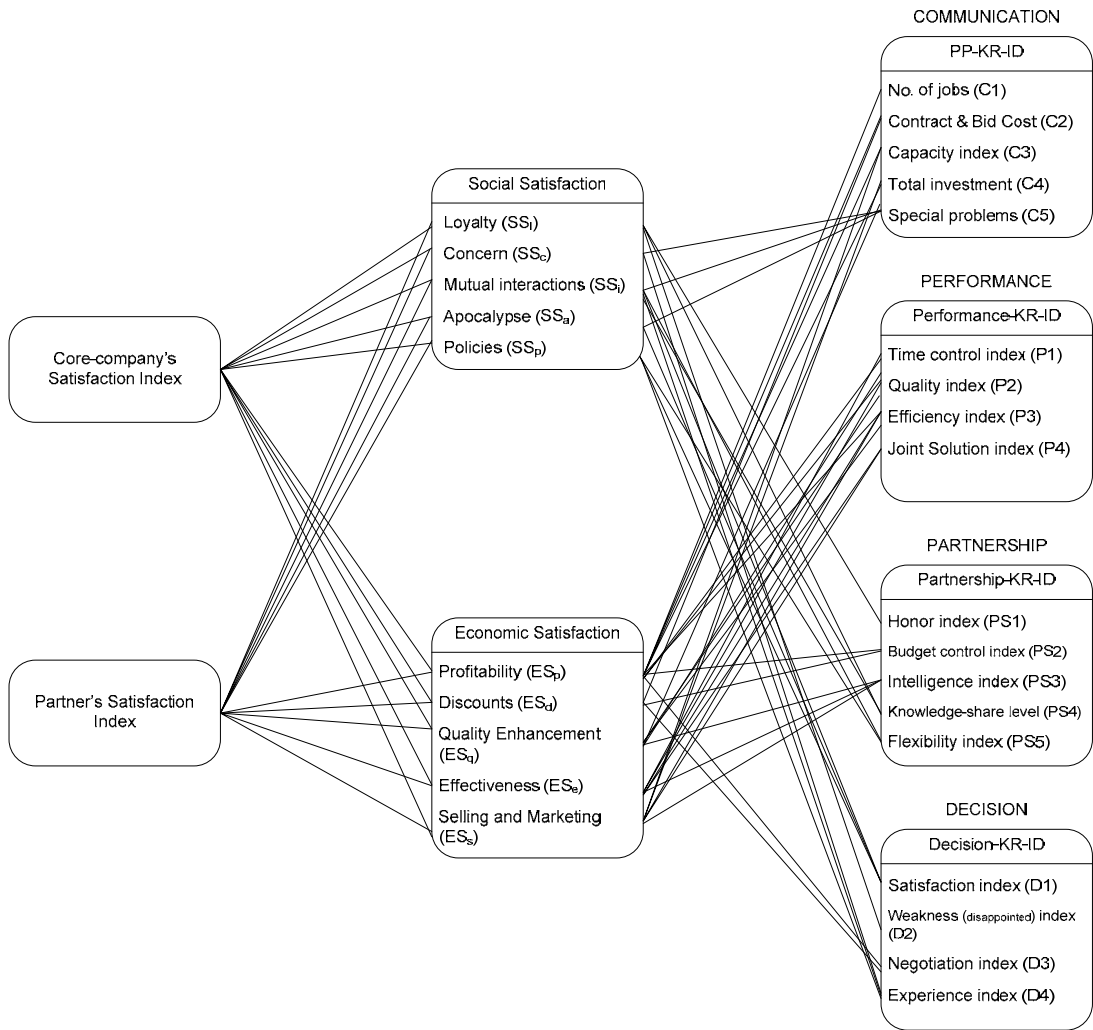 COMMUNICATION
PP-KR-ID
No. of jobs (C1)
Contract & Bid Cost (C2)
Capacity index (C3)
Total investment (C4)
Special problems (C5)
Social Satisfaction
Loyalty (SSl)
Concern (SSc)
Mutual interactions (SSi)
Apocalypse (SSa)
Policies (SSp)
PERFORMANCE
Performance-KR-ID
Time control index (P1)
Quality index (P2)
Efficiency index (P3)
Joint Solution index (P4)
Core-company's
Satisfaction Index
PARTNERSHIP
Partnership-KR-ID
Honor index (PS1)
Budget control index (PS2)
Intelligence index (PS3)
Knowledge-share level (PS4)
Flexibility index (PS5)
Economic Satisfaction
Profitability (ESp)
Discounts (ESd)
Quality Enhancement
(ESq)
Effectiveness (ESe)
Selling and Marketing
(ESs)
Partner's Satisfaction
Index
DECISION
Decision-KR-ID
Satisfaction index (D1)
Weakness (disappointed) index
(D2)
Negotiation index (D3)
Experience index (D4)